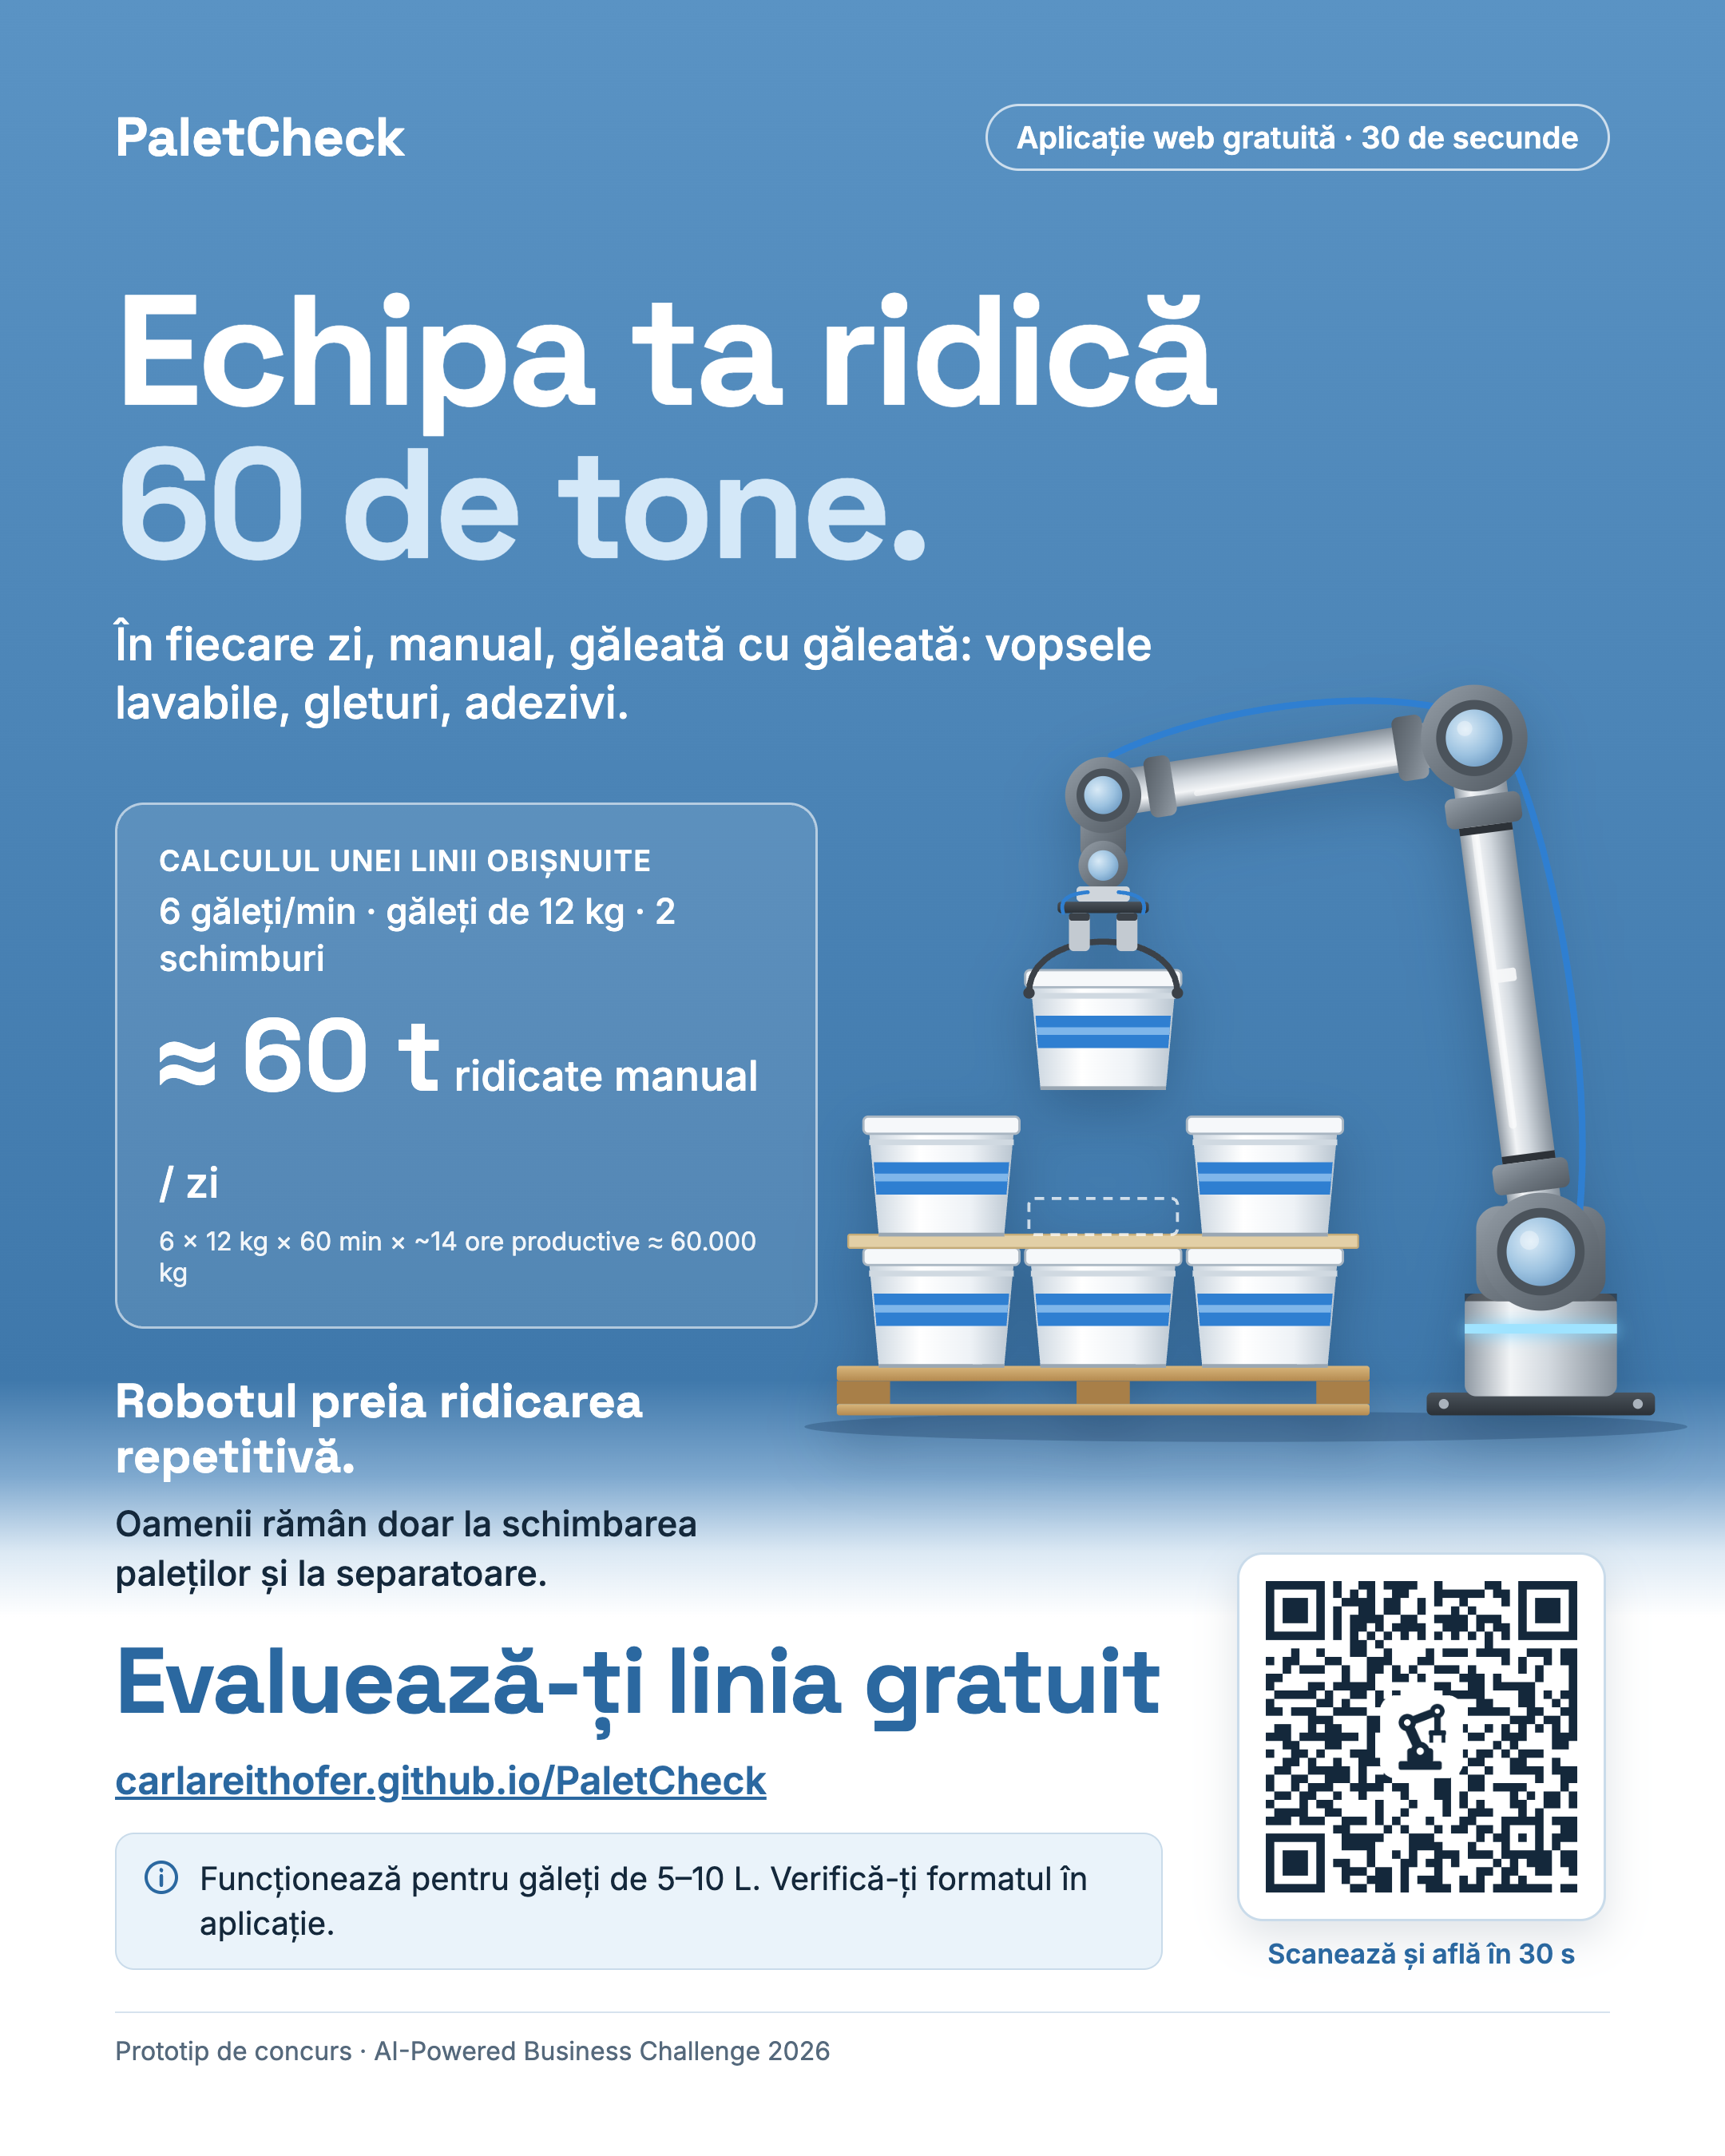 PaletCheck
Aplicație web gratuită · 30 de secunde
Echipa ta ridică
60 de tone.
În fiecare zi, manual, găleată cu găleată: vopsele
lavabile, gleturi, adezivi.
CALCULUL UNEI LINII OBIȘNUITE
6 găleți/min · găleți de 12 kg · 2
schimburi
≈ 60 t ridicate manual
/ zi
6 × 12 kg × 60 min × ~14 ore productive ≈ 60.000
kg
Robotul preia ridicarea
repetitivă.
Oamenii rămân doar la schimbarea
paleților și la separatoare.
Evaluează-ți linia gratuit
carlareithofer.github.io/PaletCheck
Funcționează pentru găleți de 5–10 L. Verifică-ți formatul în
aplicație.
Scanează și află în 30 s
Prototip de concurs · AI-Powered Business Challenge 2026